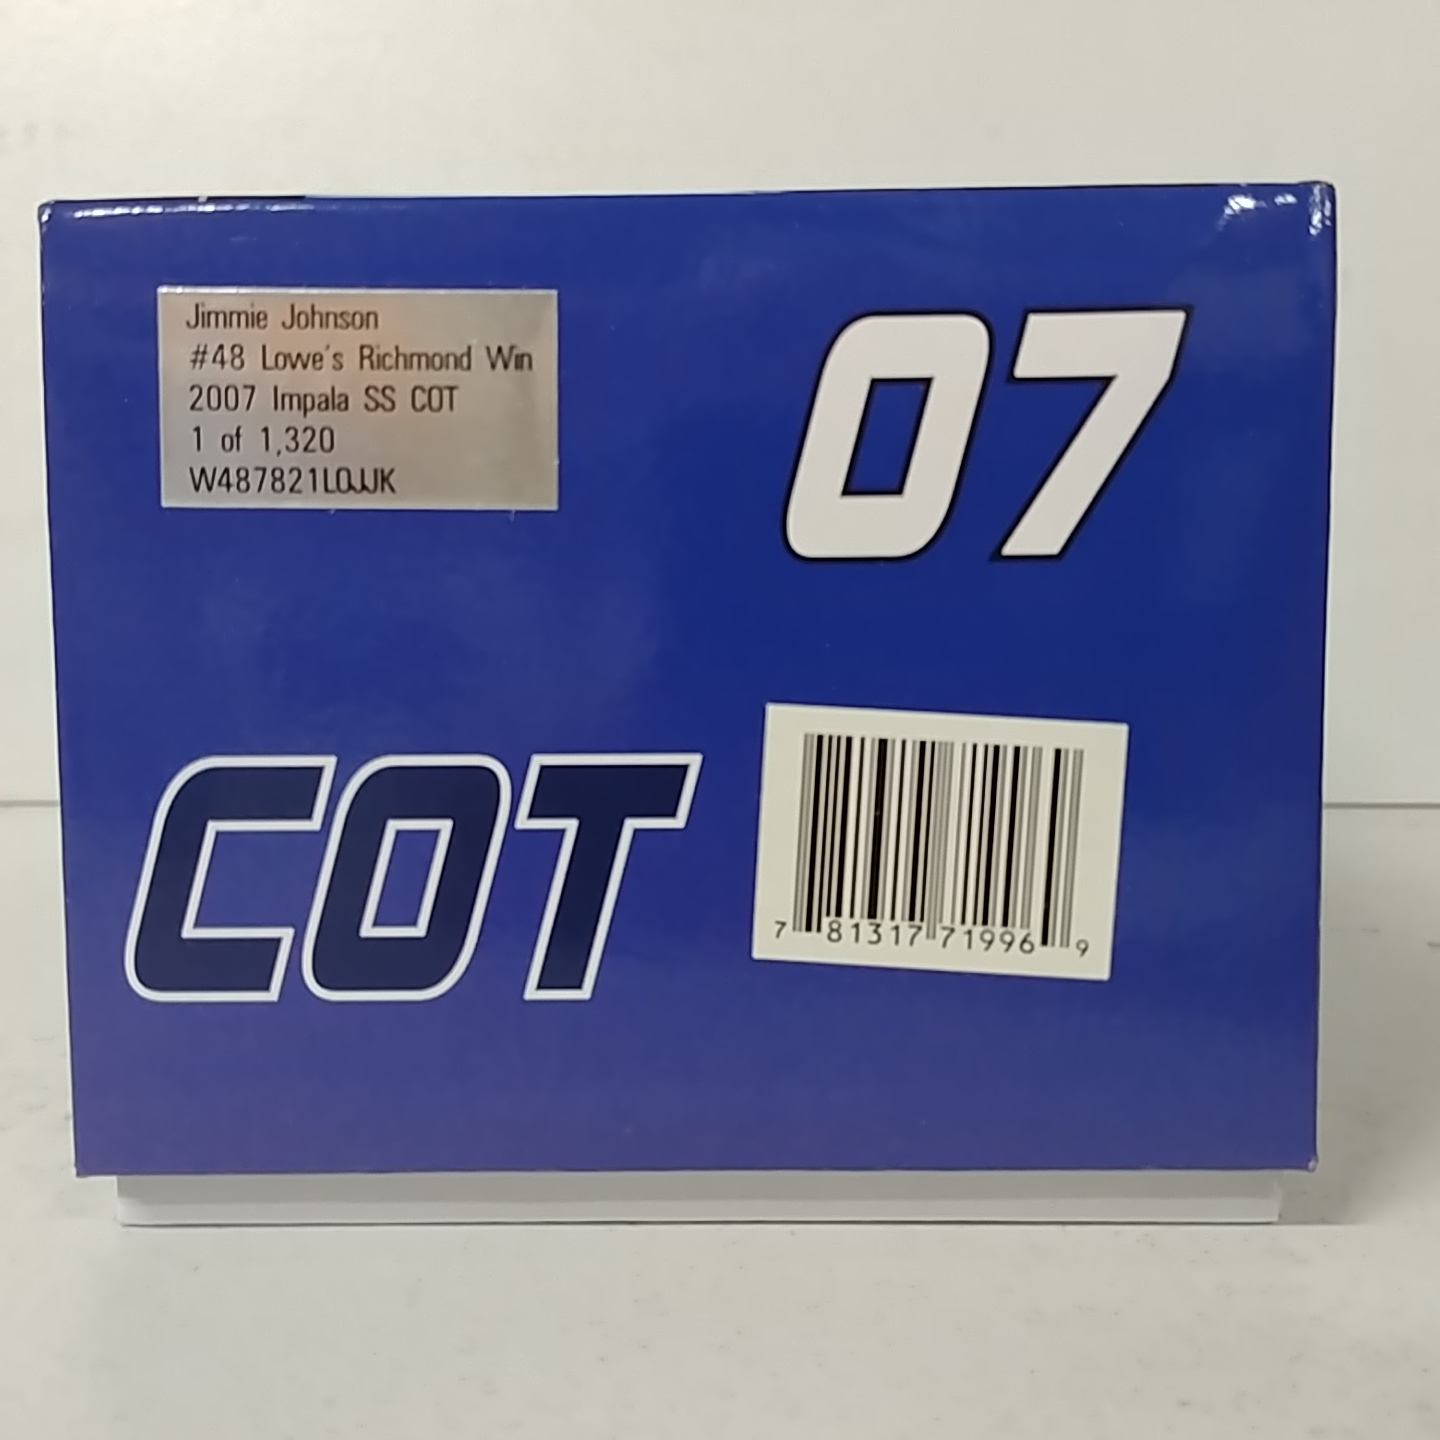 Jimmie Johnson
#48 Lowe's Richmond Win
2007 Impala SS COT
1 of 1,320
W487821LOJJK
07
COT
7 81317 71996 9